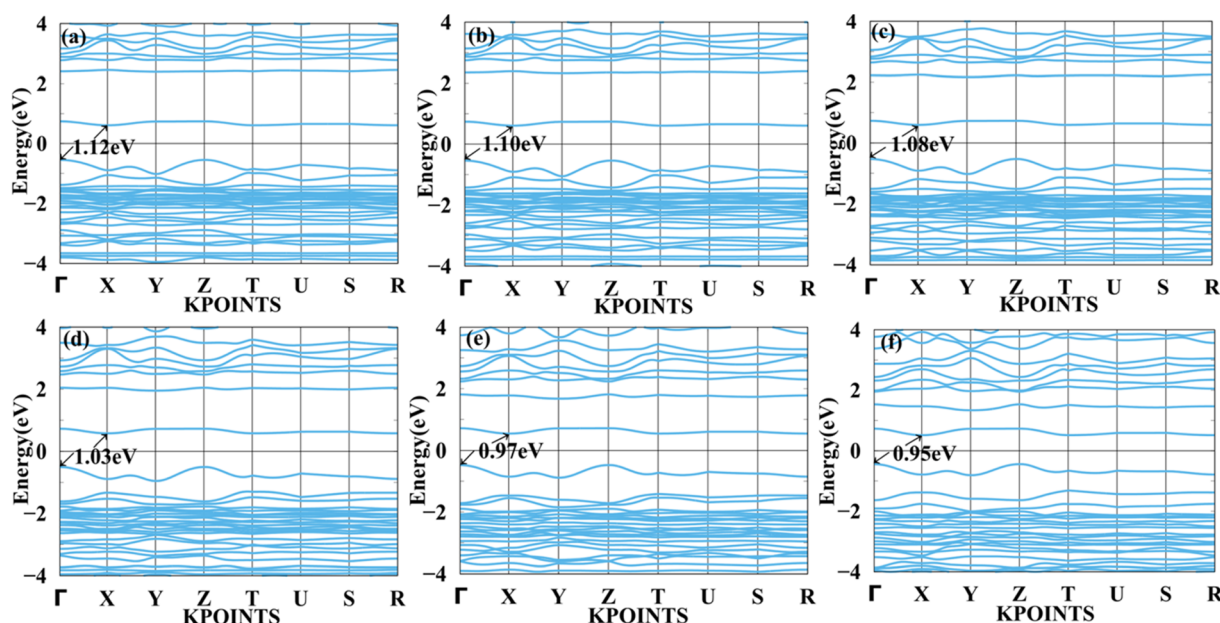 (a)
4
2
0
−2
−4
Energy(eV)
1.12eV
Γ X Y Z T U S R
KPOINTS
(b)
4
2
0
−2
−4
Energy(eV)
1.10eV
Γ X Y Z T U S R
KPOINTS
(c)
4
2
0
−2
−4
Energy(eV)
1.08eV
Γ X Y Z T U S R
KPOINTS
(d)
4
2
0
−2
−4
Energy(eV)
1.03eV
Γ X Y Z T U S R
KPOINTS
(e)
4
2
0
−2
−4
Energy(eV)
0.97eV
Γ X Y Z T U S R
KPOINTS
(f)
4
2
0
−2
−4
Energy(eV)
0.95eV
Γ X Y Z T U S R
KPOINTS